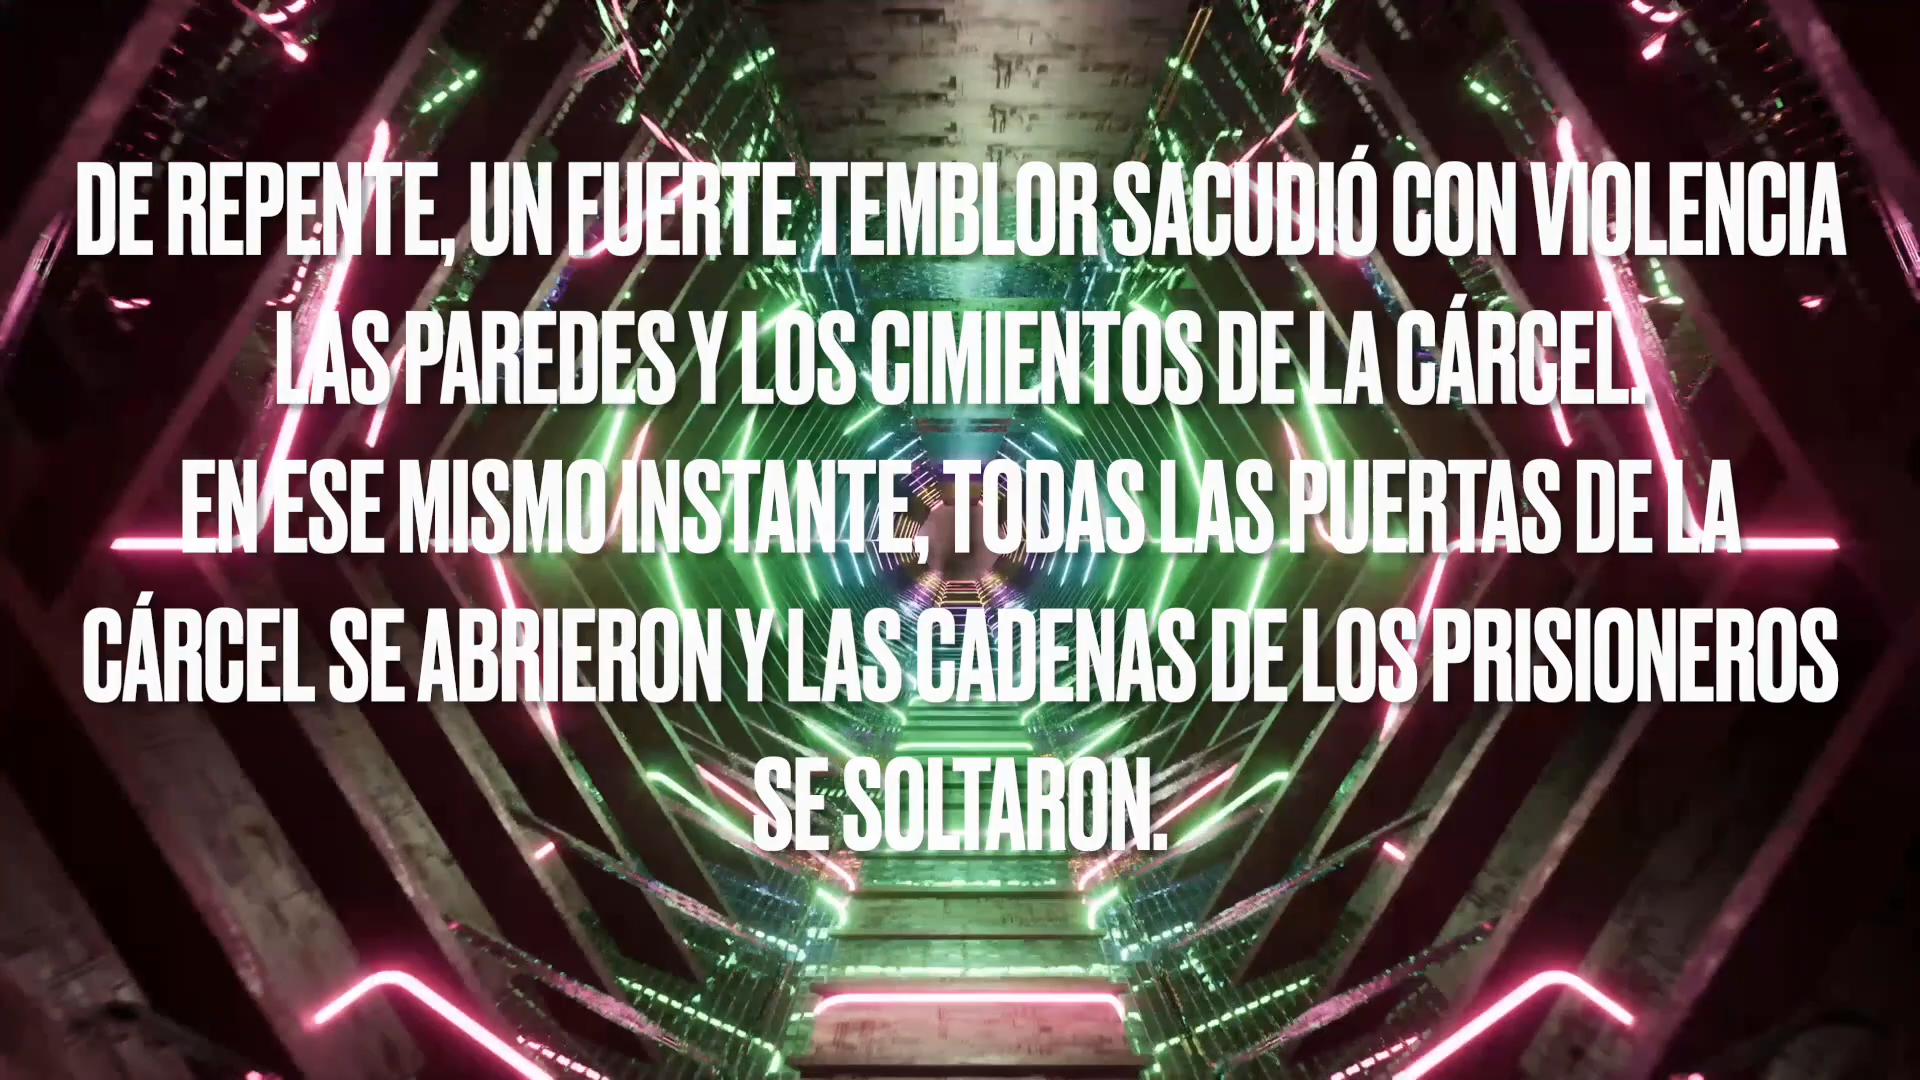 DE REPENTE, UN FUERTE TEMBLOR SACUDIÓ CON VIOLENCIA
LAS PAREDES Y LOS CIMIENTOS DE LA CÁRCEL.
EN ESE MISMO INSTANTE, TODAS LAS PUERTAS DE LA
CÁRCEL SE ABRIERON Y LAS CADENAS DE LOS PRISIONEROS
SE SOLTARON.